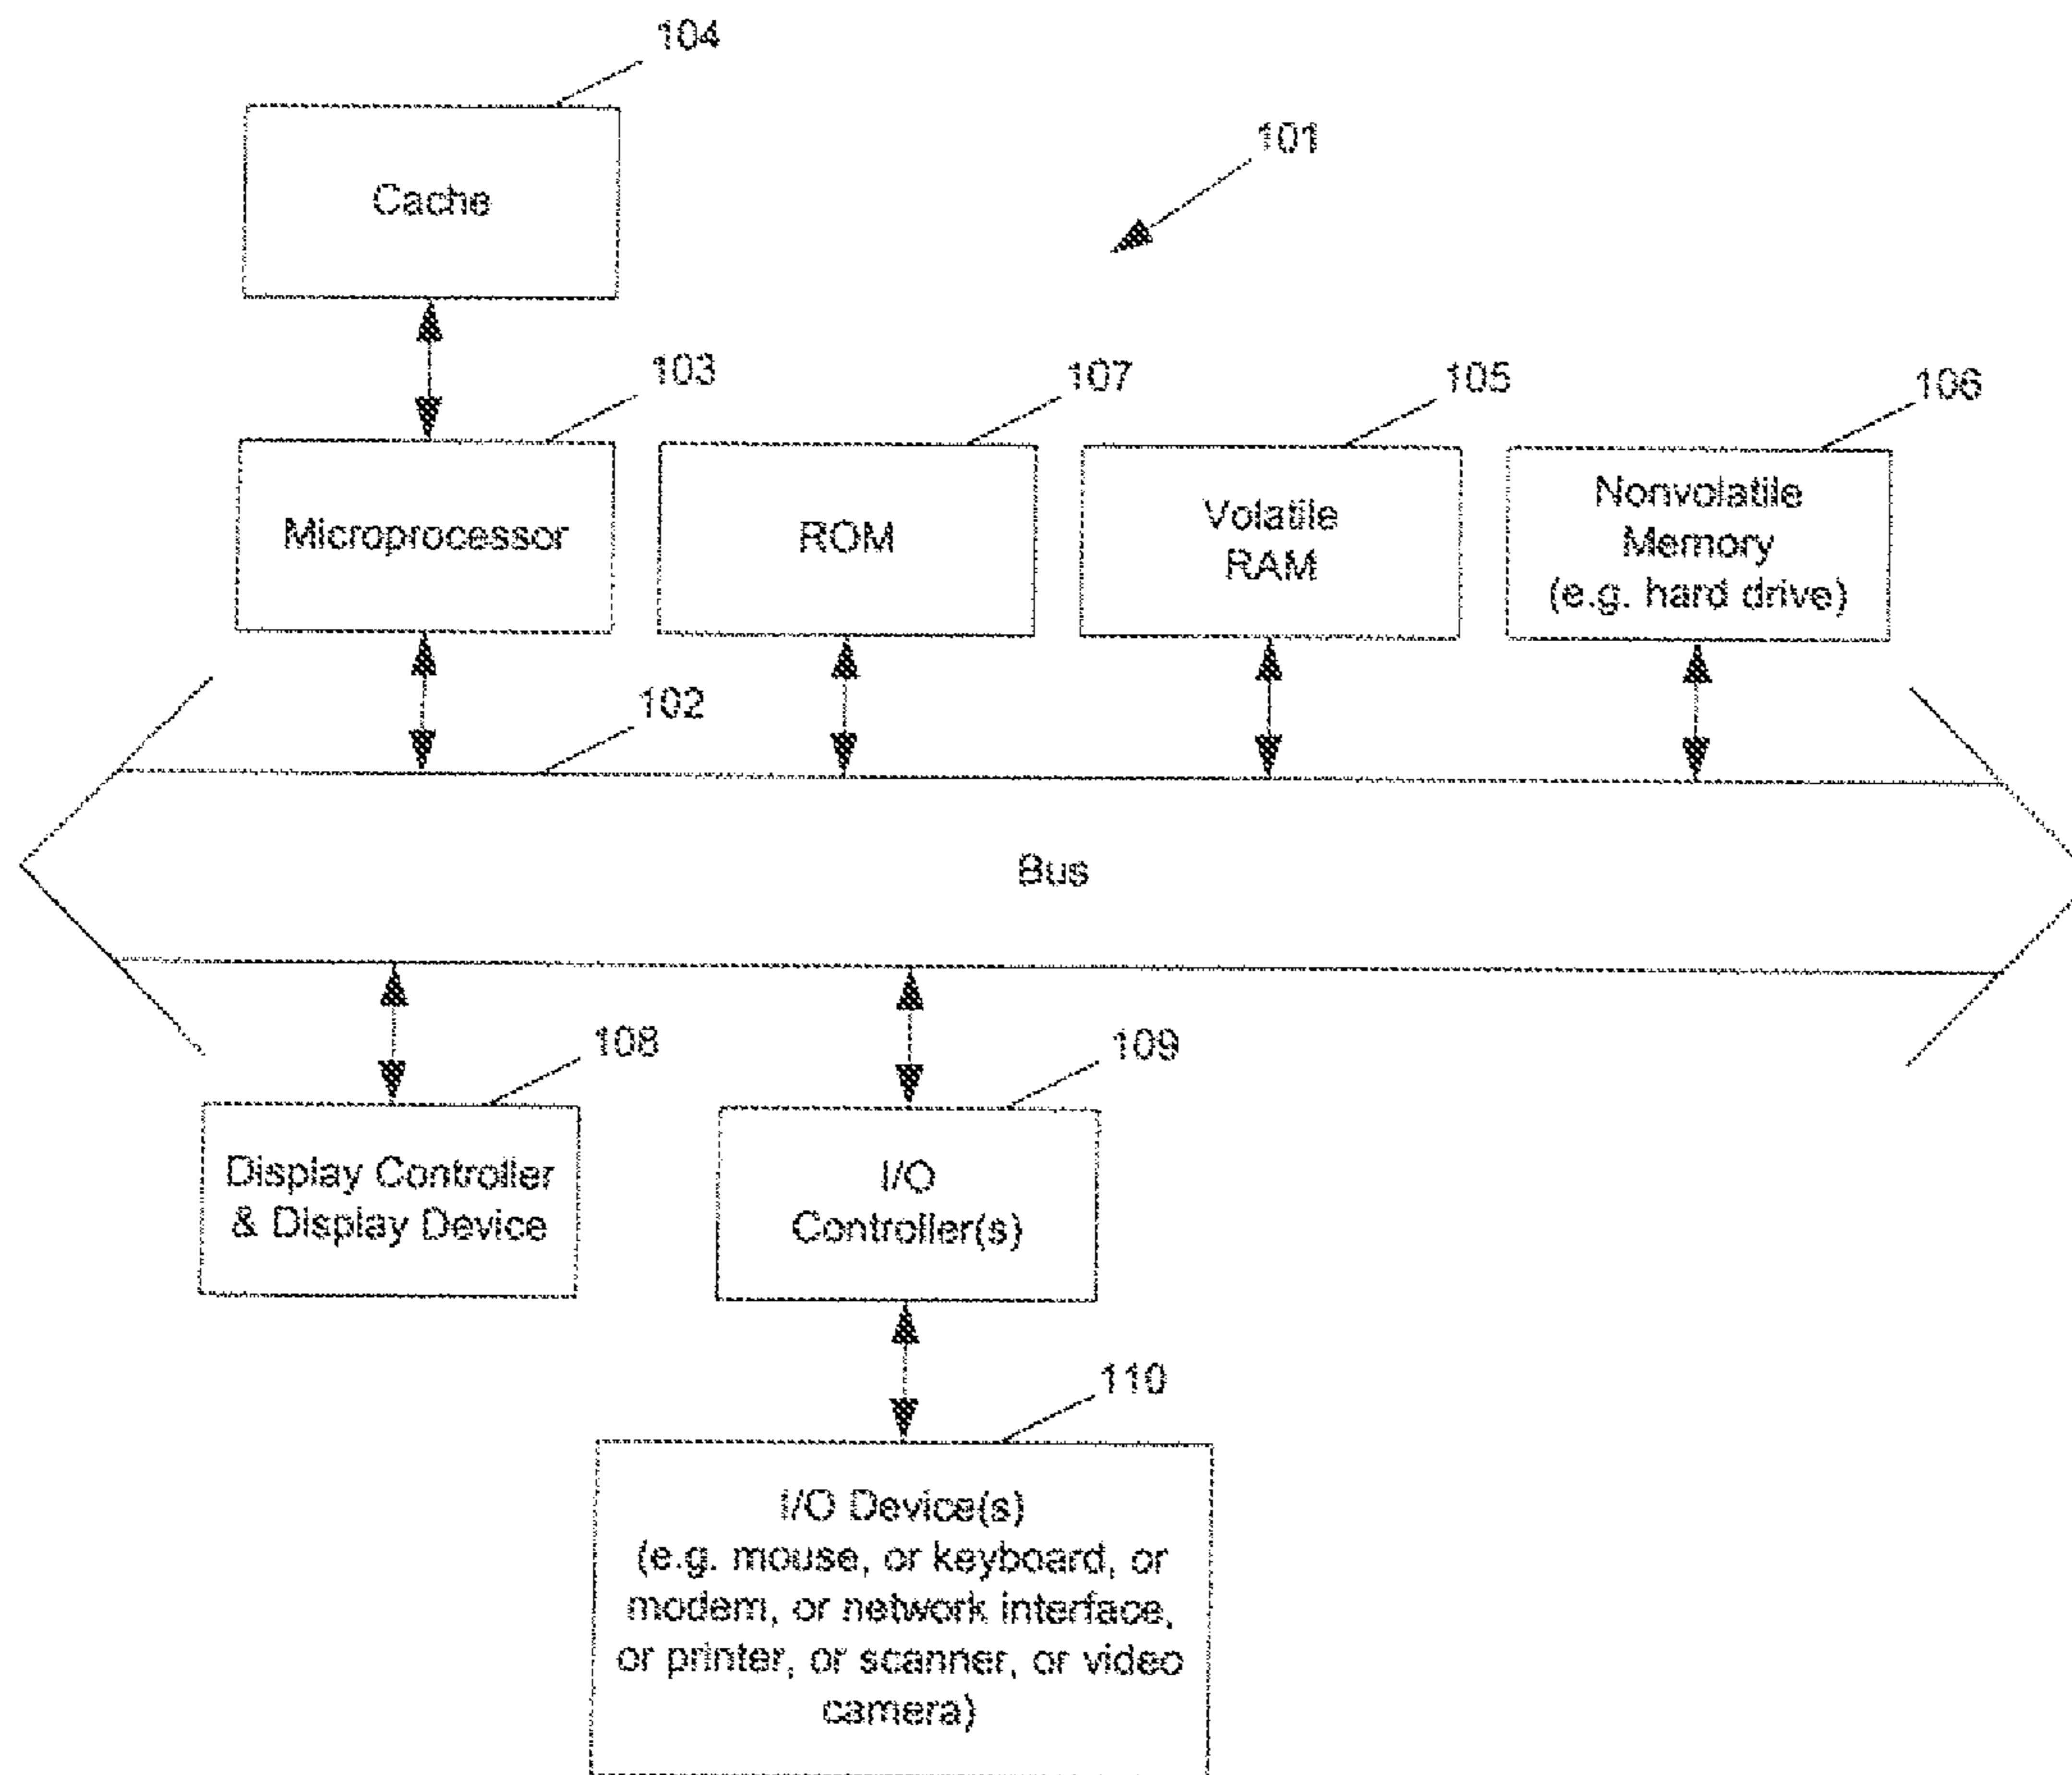 104
101
Cache
103
107
105
106
Microprocessor
ROM
Volatile
RAM
Nonvolatile
Memory
(e.g. hard drive)
102
Bus
108
109
Display Controller
& Display Device
I/O
Controller(s)
110
I/O Device(s)
(e.g. mouse, or keyboard, or
modem, or network interface,
or printer, or scanner, or video
camera)